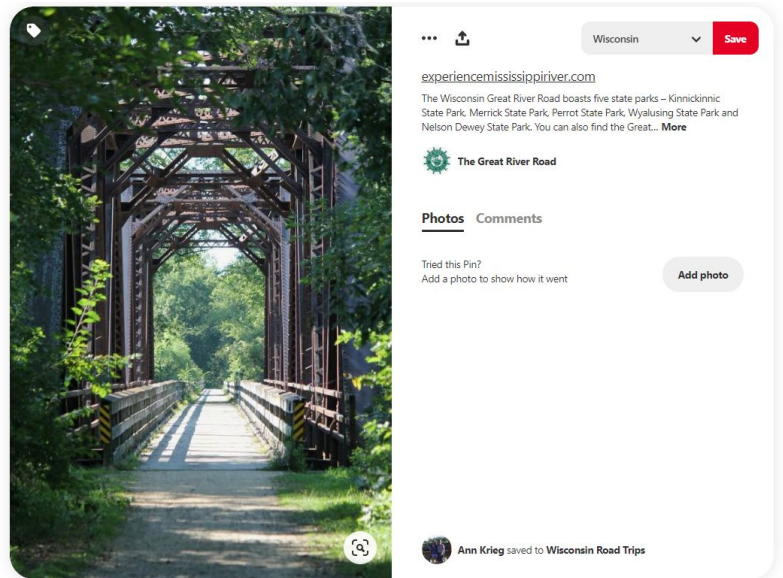 Wisconsin
Save
experiencemississippiriver.com
The Wisconsin Great River Road boasts five state parks – Kinnickinnic
State Park, Merrick State Park, Perrot State Park, Wyalusing State Park and
Nelson Dewey State Park. You can also find the Great... More
The Great River Road
Photos Comments
Tried this Pin?
Add a photo to show how it went
Add photo
Ann Krieg saved to Wisconsin Road Trips